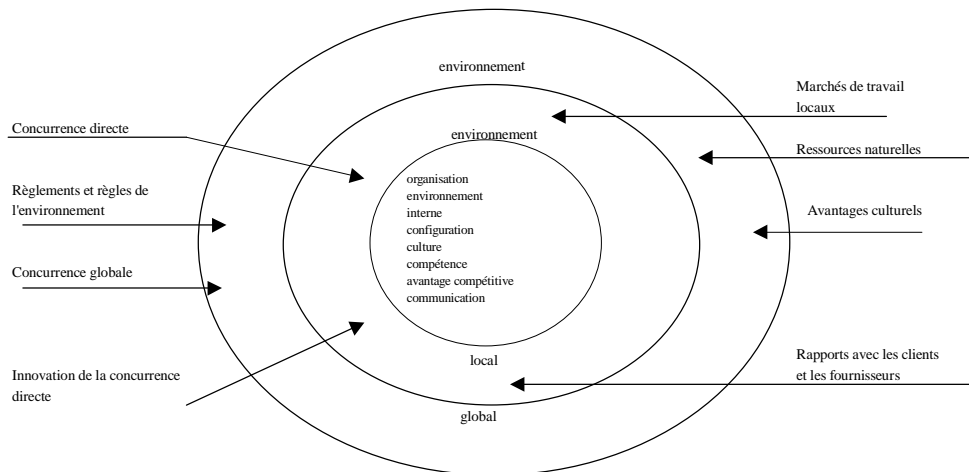 environnement
environnement
organisation
environnement
interne
configuration
culture
compétence
avantage compétitive
communication
local
global
Concurrence directe
Règlements et règles de
l'environnement
Concurrence globale
Innovation de la concurrence
directe
Marchés de travail
locaux
Ressources naturelles
Avantages culturels
Rapports avec les clients
et les fournisseurs